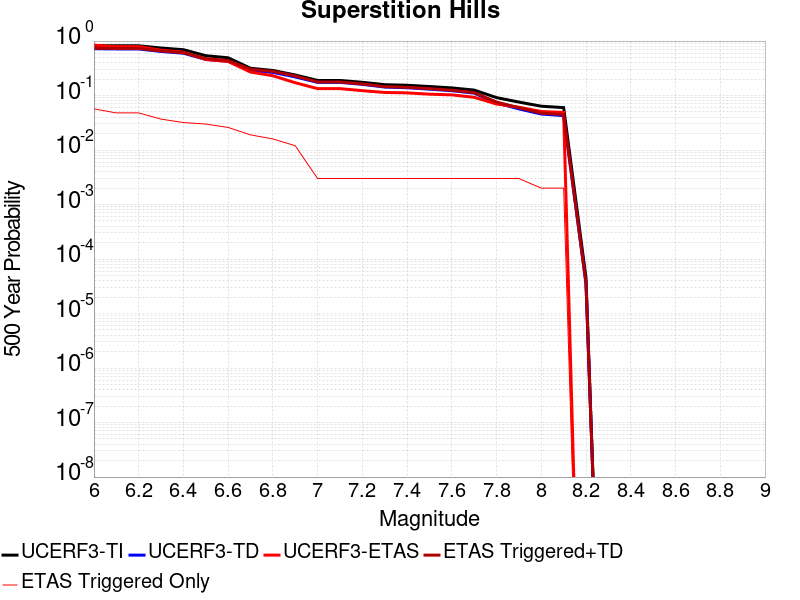 Superstition Hills
10^0
10^-1
10^-2
10^-3
10^-4
10^-5
10^-6
10^-7
10^-8
500 Year Probability
6 6.2 6.4 6.6 6.8 7 7.2 7.4 7.6 7.8 8 8.2 8.4 8.6 8.8 9
Magnitude
UCERF3-TI UCERF3-TD UCERF3-ETAS ETAS Triggered+TD
ETAS Triggered Only